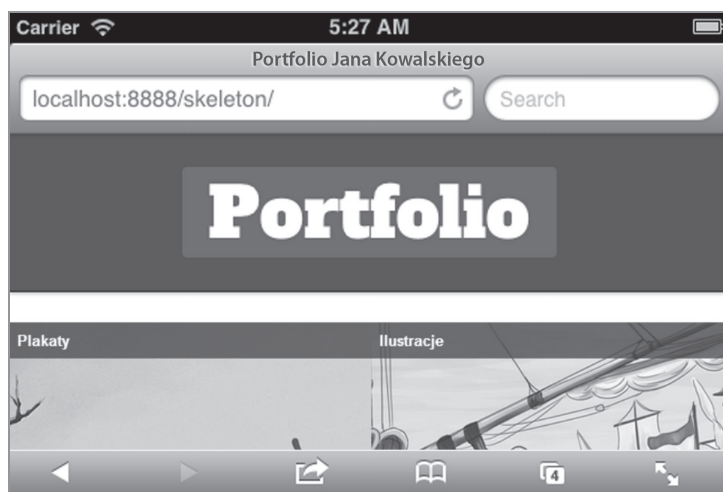 Carrier 5:27 AM
Portfolio Jana Kowalskiego
localhost:8888/skeleton/ Search
Portfolio
Plakaty Ilustracje
4